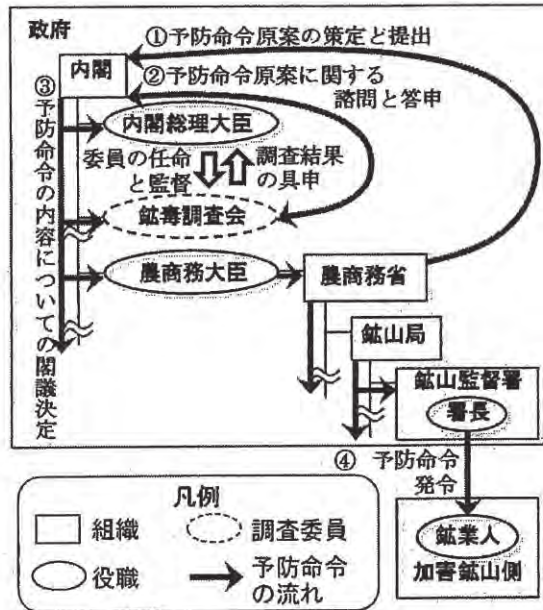 政府
①予防命令原案の策定と提出
内閣
②予防命令原案に関する
諮問と答申
③予防命令の内容についての閣議決定
内閣総理大臣
委員の任命
と監督
調査結果
の具申
鉱毒調査会
農商務大臣
農商務省
鉱山局
鉱山監督署
署長
④ 予防命令
発令
鉱業人
加害鉱山側
凡例
組織
調査委員
役職
予防命令
の流れ